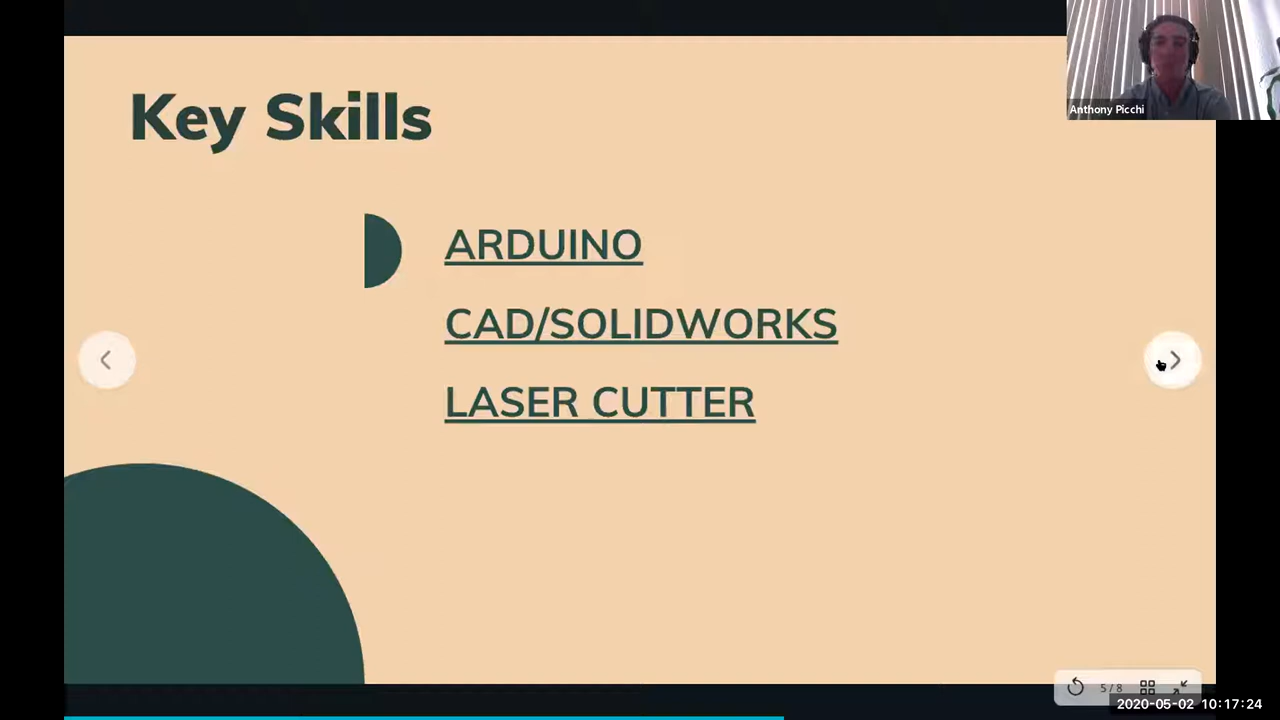 Key Skills
Anthony Picchi
ARDUINO
CAD/SOLIDWORKS
LASER CUTTER
5 / 8
2020-05-02 10:17:24